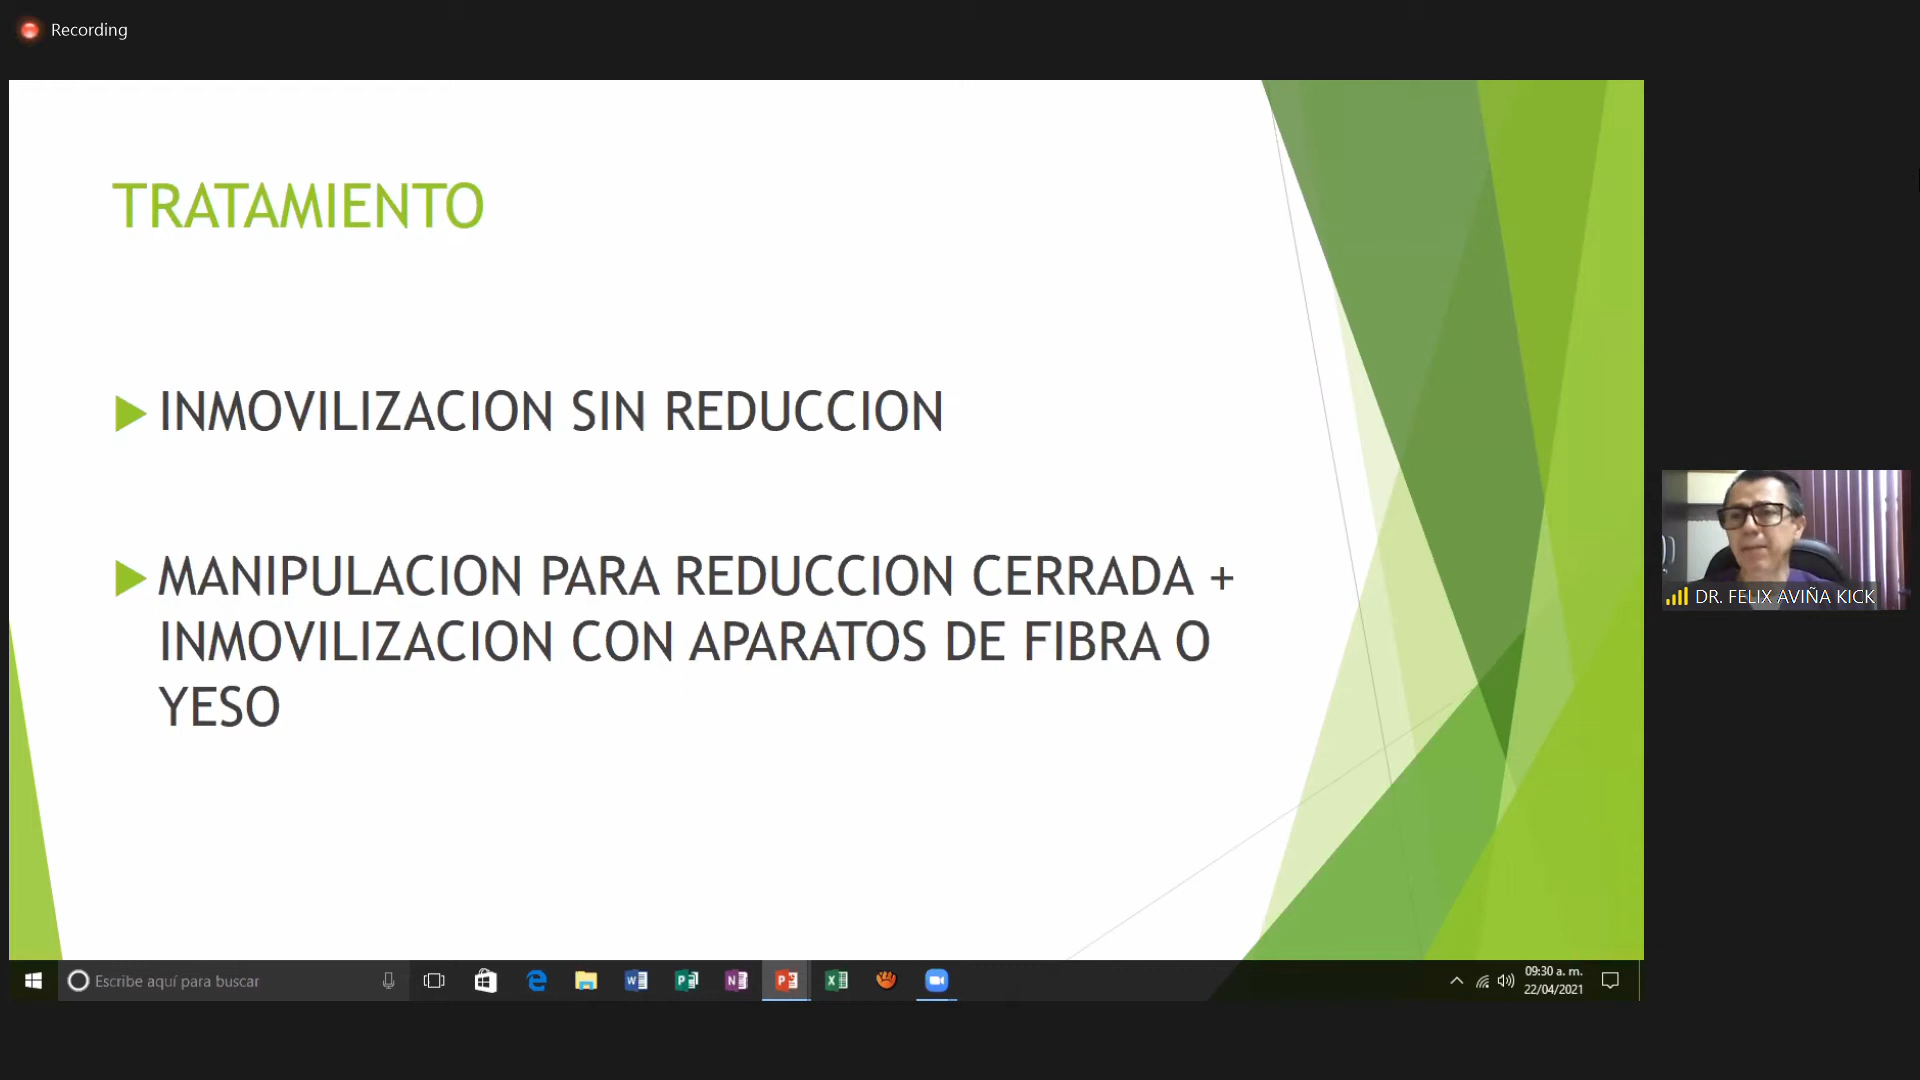 Recording
TRATAMIENTO
INMOVILIZACION SIN REDUCCION
MANIPULACION PARA REDUCCION CERRADA +
INMOVILIZACION CON APARATOS DE FIBRA O
YESO
DR. FELIX AVIÑA KICK
Escribe aquí para buscar
09:30 a. m.
22/04/2021